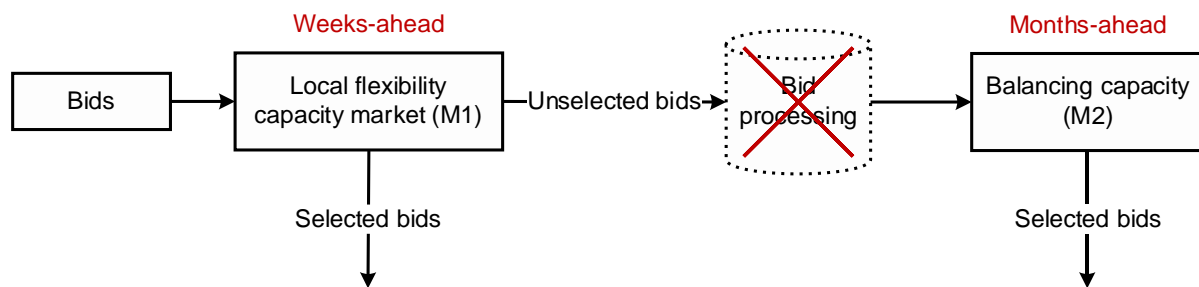 Weeks-ahead
Months-ahead
Bids
Local flexibility
capacity market (M1)
Unselected bids
Bid
processing
Balancing capacity
(M2)
Selected bids
Selected bids